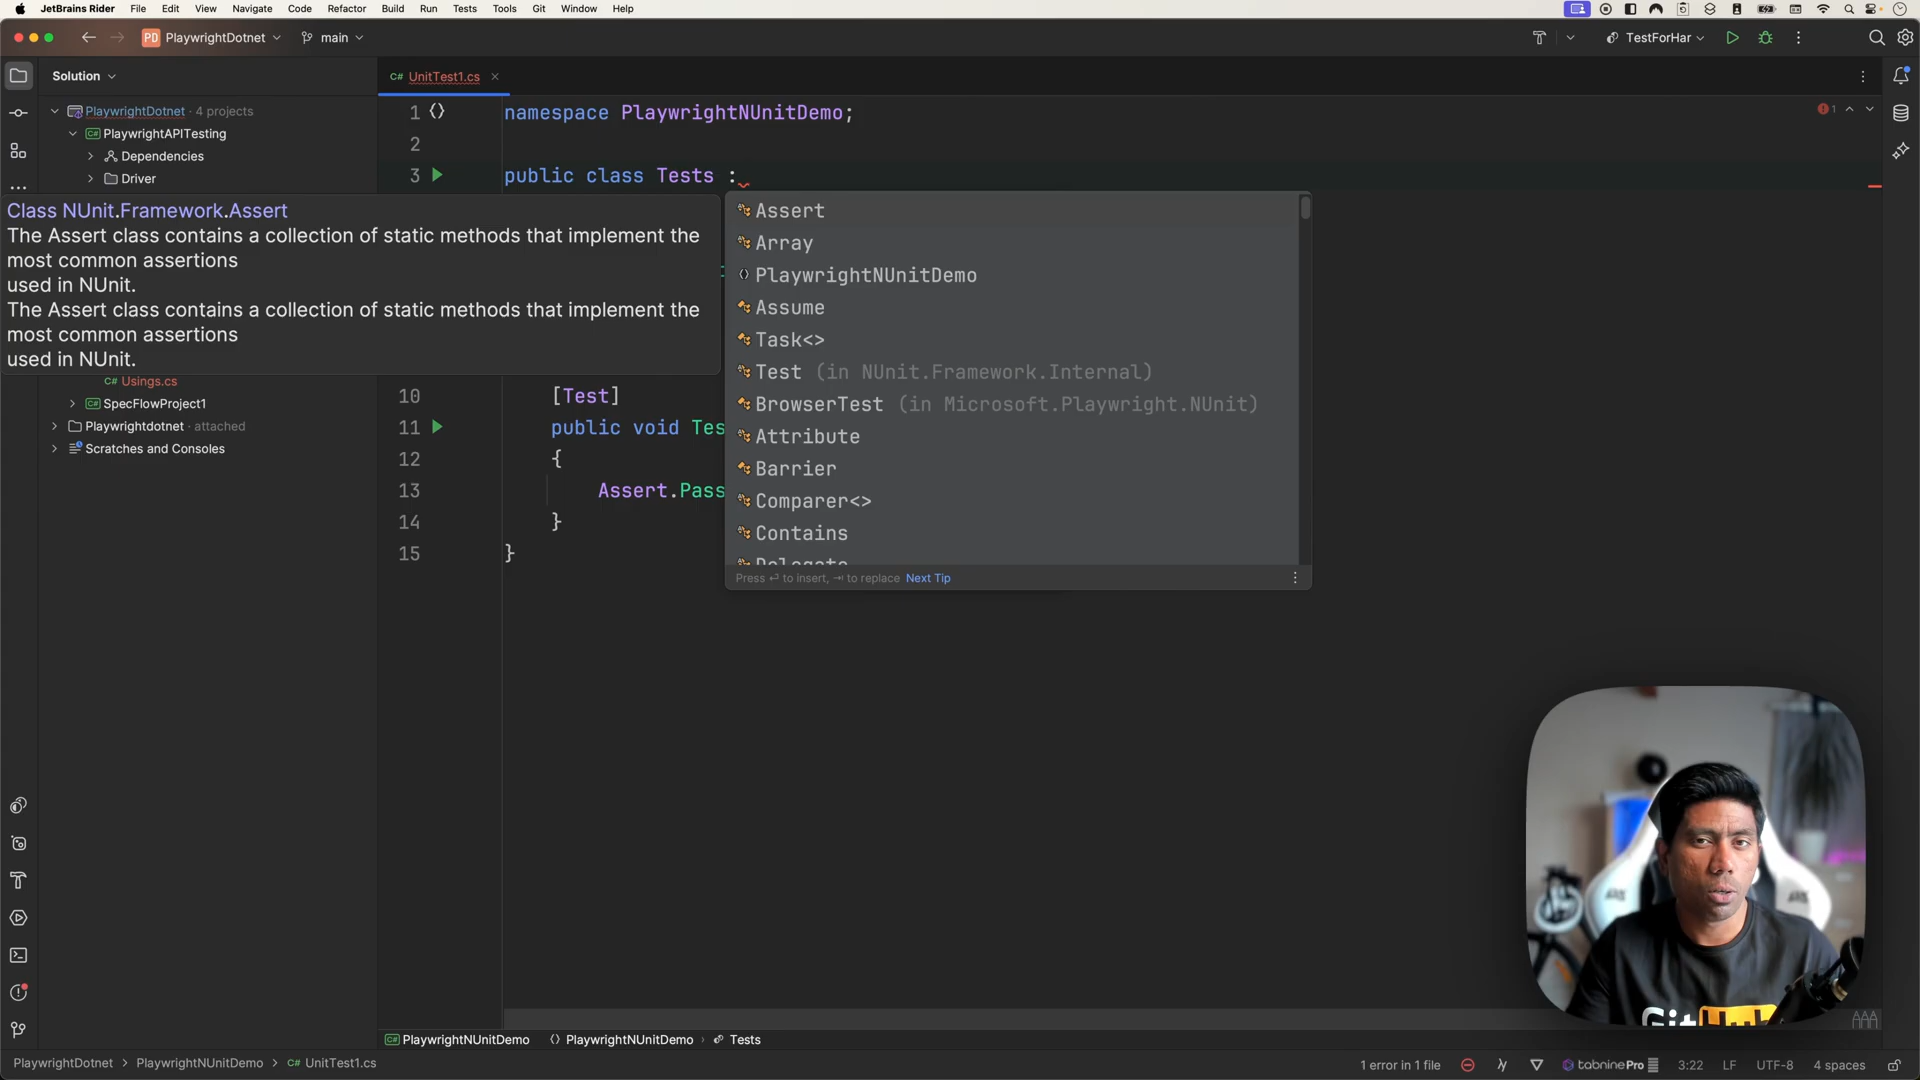 JetBrains Rider File Edit View Navigate Code Refactor Build Run Tests Tools Git Window Help
PD PlaywrightDotnet main TestForHar
Solution
C# UnitTest1.cs
PlaywrightDotnet · 4 projects
PlaywrightAPITesting
Dependencies
Driver
Class NUnit.Framework.Assert
The Assert class contains a collection of static methods that implement the
most common assertions
used in NUnit.
The Assert class contains a collection of static methods that implement the
most common assertions
used in NUnit.
C# Usings.cs
SpecFlowProject1
Playwrightdotnet attached
Scratches and Consoles
1 namespace PlaywrightNUnitDemo;
2
3 public class Tests :
10 [Test]
11 public void Tes
12 {
13 Assert.Pass
14 }
15 }
1
Assert
Array
PlaywrightNUnitDemo
Assume
Task<>
Test (in NUnit.Framework.Internal)
BrowserTest (in Microsoft.Playwright.NUnit)
Attribute
Barrier
Comparer<>
Contains
Delegate
Press ⏎ to insert, ⇥ to replace Next Tip
GitHub
PlaywrightNUnitDemo PlaywrightNUnitDemo › Tests
PlaywrightDotnet > PlaywrightNUnitDemo > C# UnitTest1.cs
1 error in 1 file tabnine Pro 3:22 LF UTF-8 4 spaces